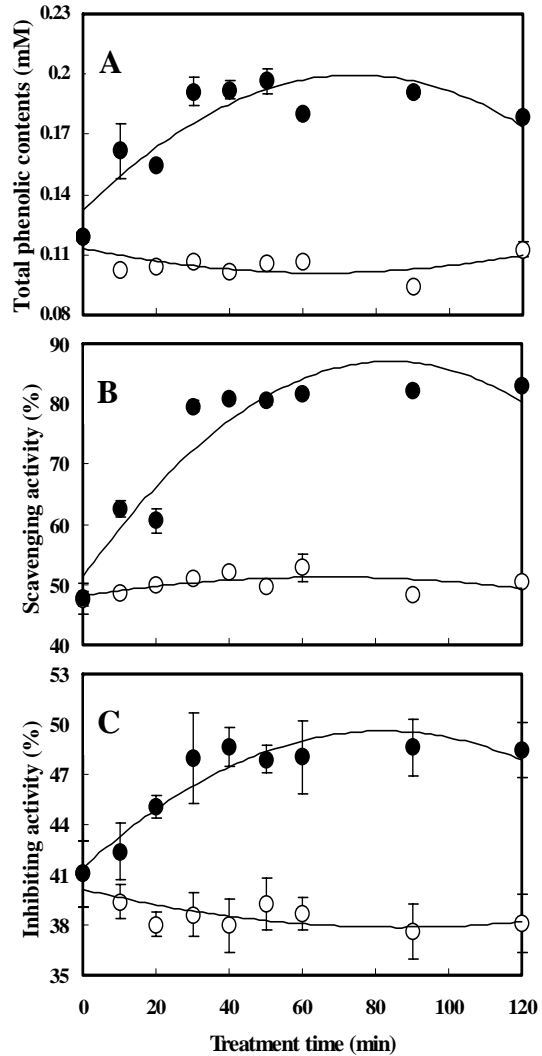 0.23
0.2
0.17
0.14
0.11
0.08
Total phenolic contents (mM)
A
90
80
70
60
50
40
Scavenging activity (%)
B
53
50
47
44
41
38
35
Inhibiting activity (%)
C
0 20 40 60 80 100 120
Treatment time (min)